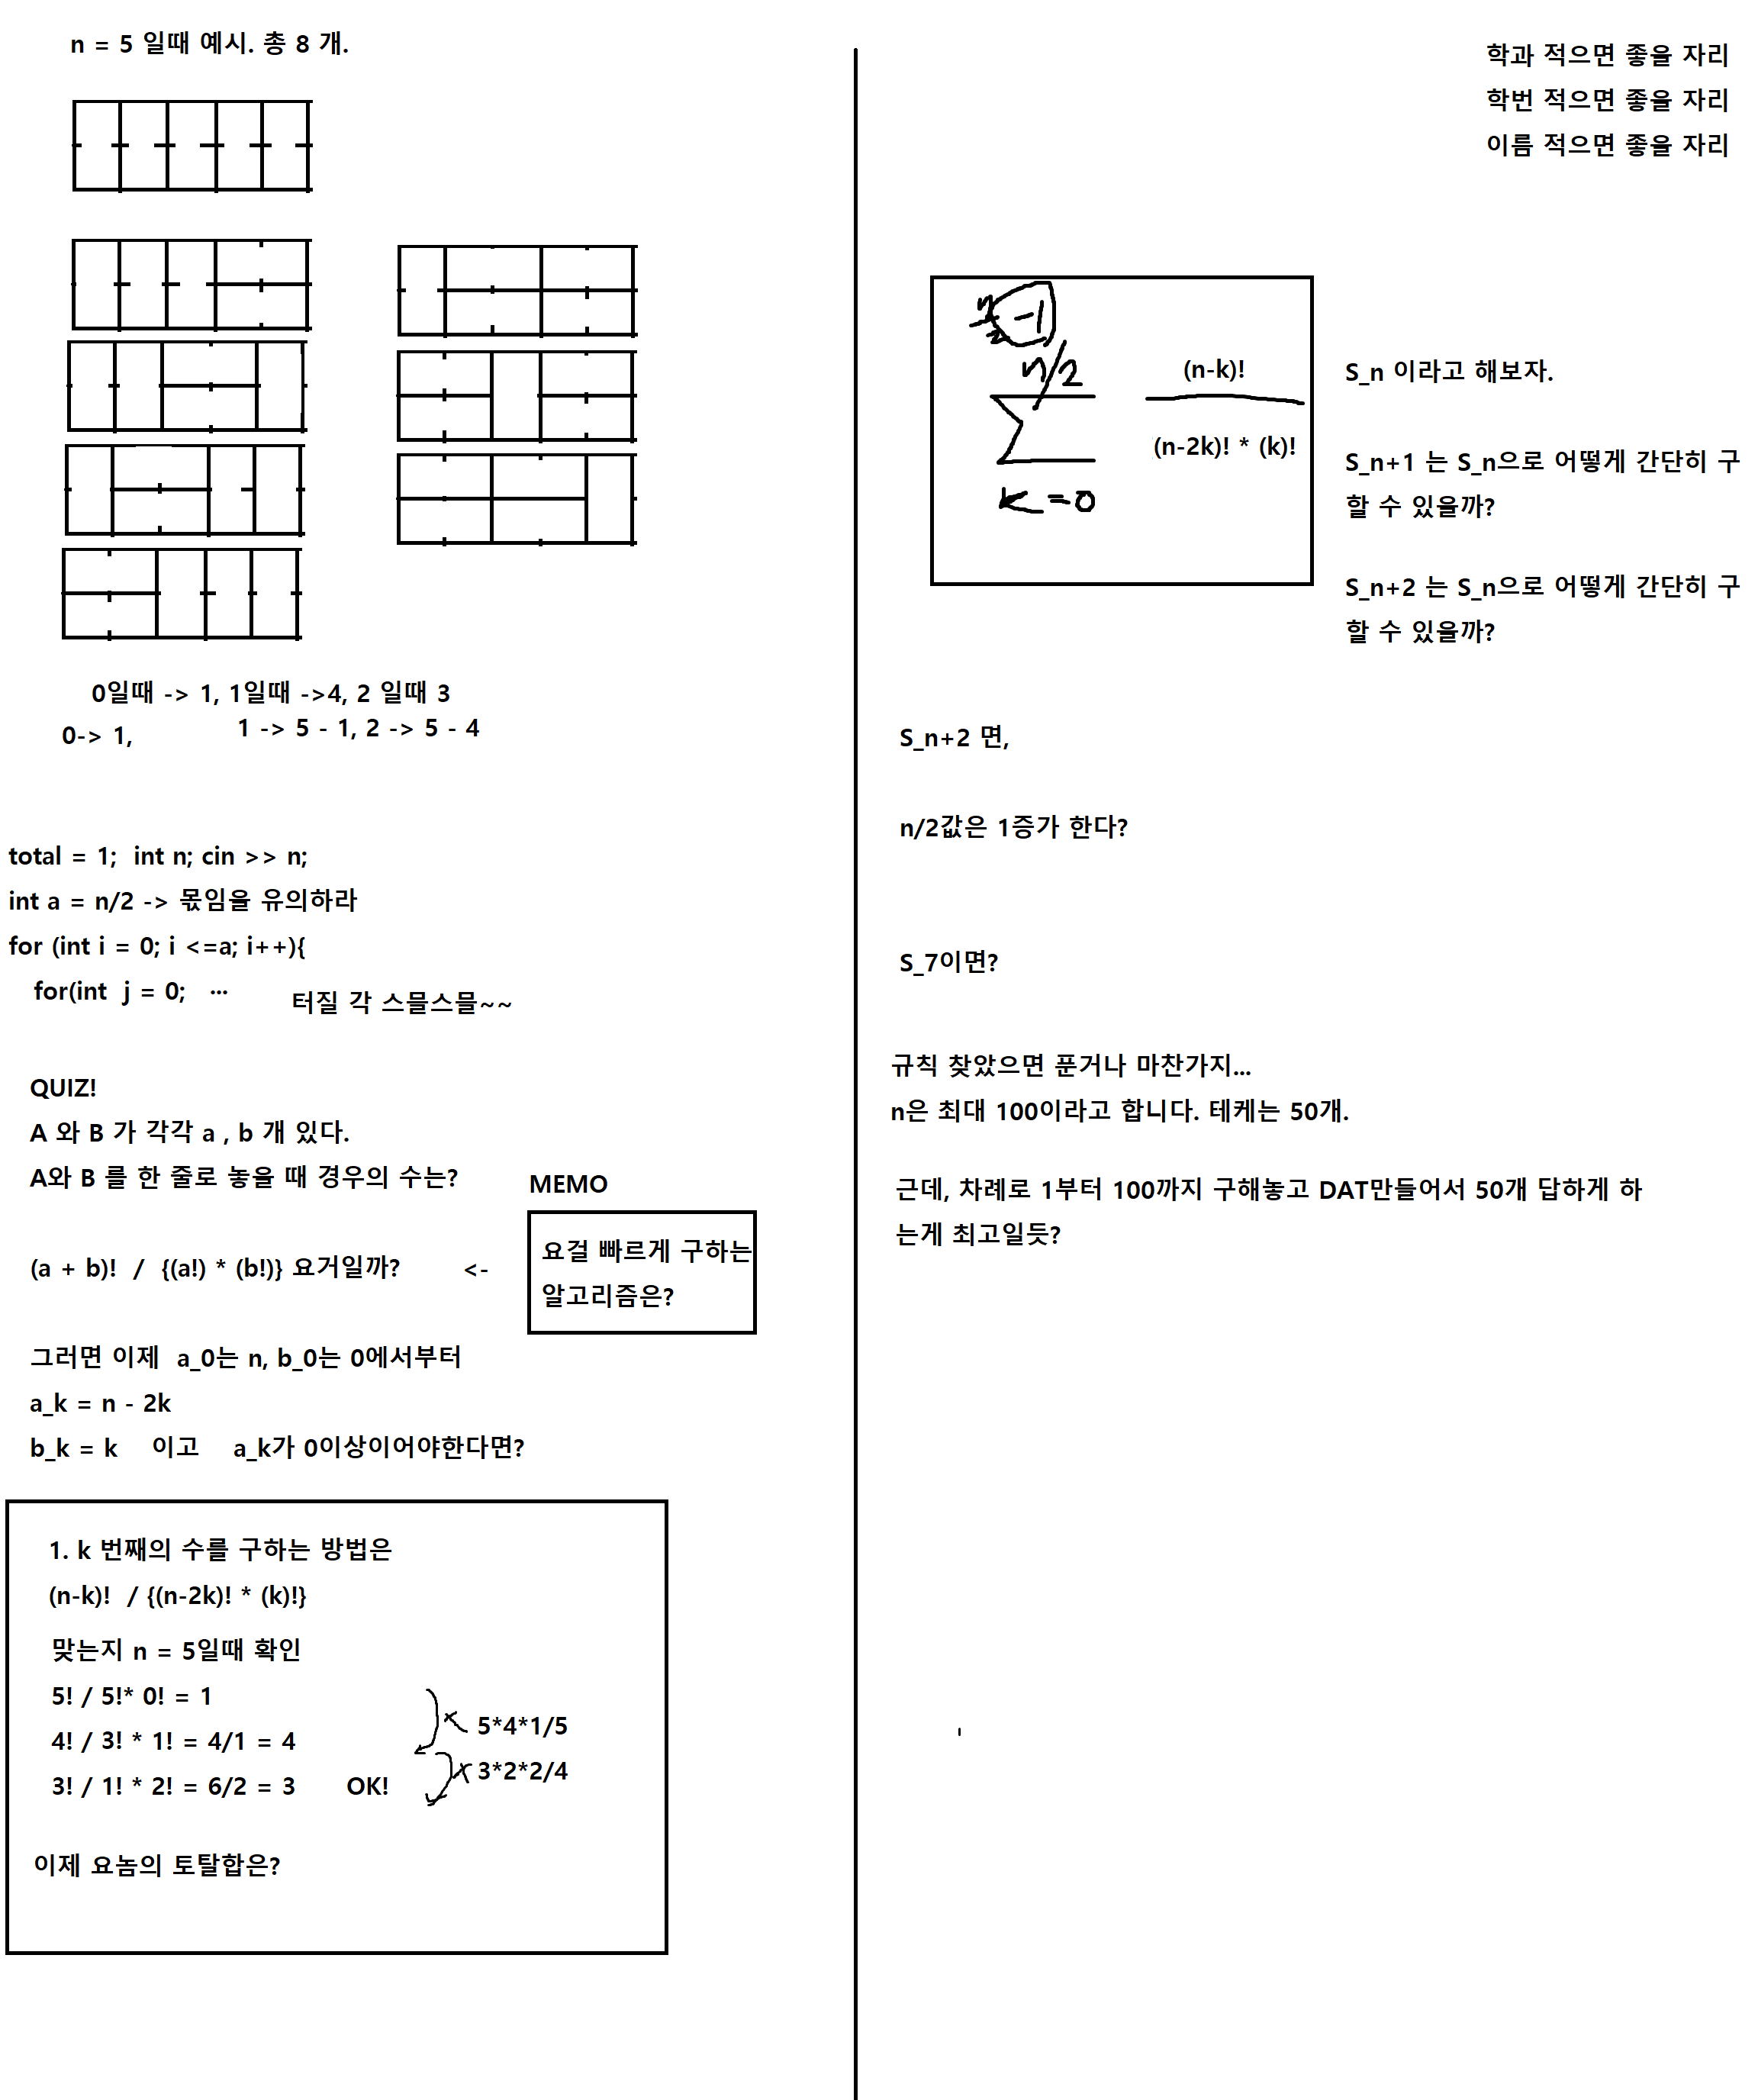 n = 5 일때 예시. 총 8 개.
0일때 -> 1, 1일때 ->4, 2 일때 3
0-> 1,
1 -> 5 - 1, 2 -> 5 - 4
total = 1; int n; cin >> n;
int a = n/2 -> 몫임을 유의하라
for (int i = 0; i <=a; i++){
for(int j = 0; ...
터질 각 스믈스믈~~
QUIZ!
A 와 B 가 각각 a , b 개 있다.
A와 B 를 한 줄로 놓을 때 경우의 수는?
(a + b)! / {(a!) * (b!)} 요거일까? <-
MEMO
요걸 빠르게 구하는
알고리즘은?
그러면 이제 a_0는 n, b_0는 0에서부터
a_k = n - 2k
b_k = k 이고 a_k가 0이상이어야한다면?
1. k 번째의 수를 구하는 방법은
(n-k)! / {(n-2k)! * (k)!}
맞는지 n = 5일때 확인
5! / 5!* 0! = 1
4! / 3! * 1! = 4/1 = 4
3! / 1! * 2! = 6/2 = 3 OK!
× 5*4*1/5
× 3*2*2/4
이제 요놈의 토탈합은?
학과 적으면 좋을 자리
학번 적으면 좋을 자리
이름 적으면 좋을 자리
n/2 -1
n/2
Σ
k=0
(n-k)!
(n-2k)! * (k)!
S_n 이라고 해보자.
S_n+1 는 S_n으로 어떻게 간단히 구
할 수 있을까?
S_n+2 는 S_n으로 어떻게 간단히 구
할 수 있을까?
S_n+2 면,
n/2값은 1증가 한다?
S_7이면?
규칙 찾았으면 푼거나 마찬가지...
n은 최대 100이라고 합니다. 테케는 50개.
근데, 차례로 1부터 100까지 구해놓고 DAT만들어서 50개 답하게 하
는게 최고일듯?